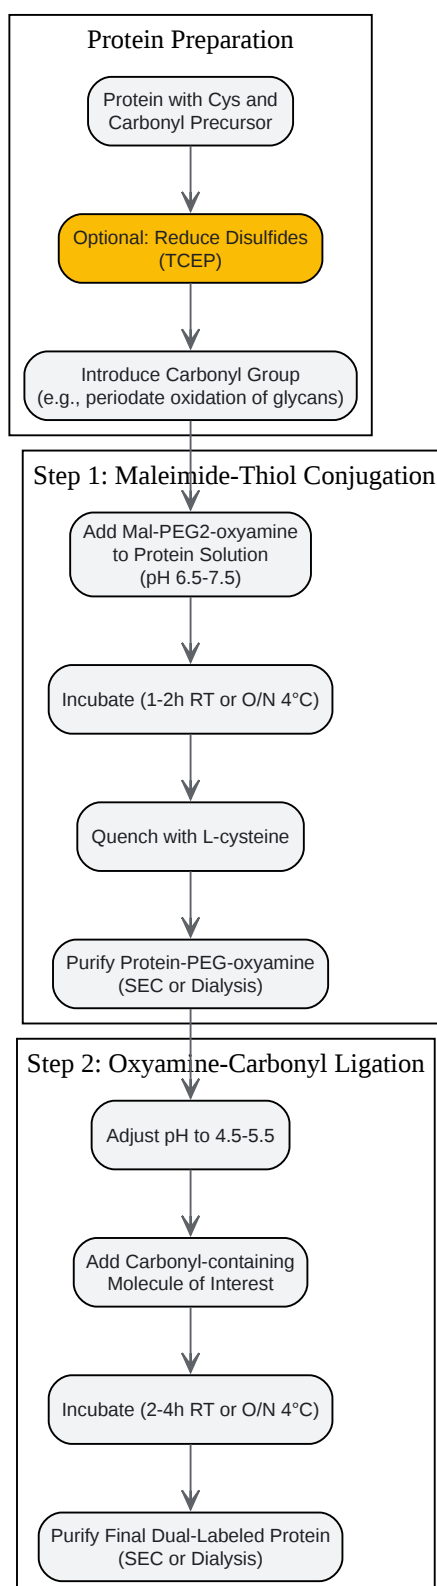 Protein Preparation
Protein with Cys and
Carbonyl Precursor
Optional: Reduce Disulfides
(TCEP)
Introduce Carbonyl Group
(e.g., periodate oxidation of glycans)
Step 1: Maleimide-Thiol Conjugation
Add Mal-PEG2-oxyamine
to Protein Solution
(pH 6.5-7.5)
Incubate (1-2h RT or O/N 4°C)
Quench with L-cysteine
Purify Protein-PEG-oxyamine
(SEC or Dialysis)
Step 2: Oxyamine-Carbonyl Ligation
Adjust pH to 4.5-5.5
Add Carbonyl-containing
Molecule of Interest
Incubate (2-4h RT or O/N 4°C)
Purify Final Dual-Labeled Protein
(SEC or Dialysis)